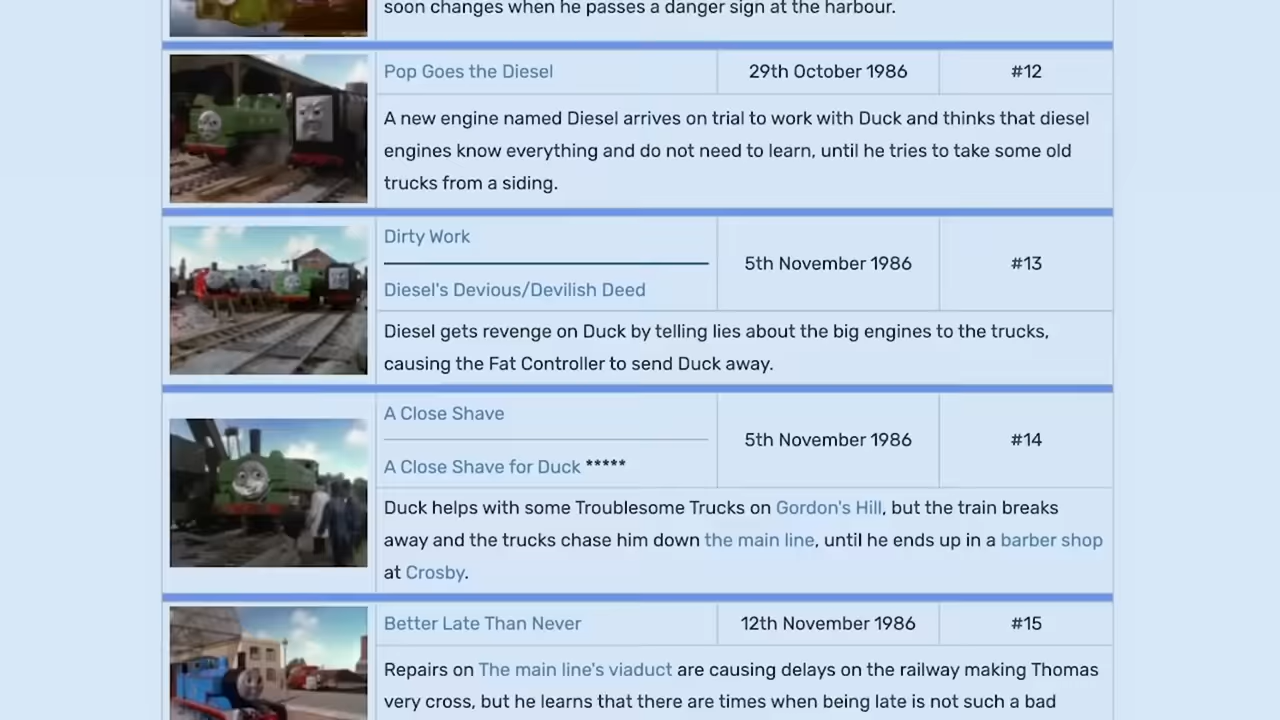 soon changes when he passes a danger sign at the harbour.
Pop Goes the Diesel
29th October 1986
#12
A new engine named Diesel arrives on trial to work with Duck and thinks that diesel
engines know everything and do not need to learn, until he tries to take some old
trucks from a siding.
Dirty Work
Diesel's Devious/Devilish Deed
5th November 1986
#13
Diesel gets revenge on Duck by telling lies about the big engines to the trucks,
causing the Fat Controller to send Duck away.
A Close Shave
A Close Shave for Duck *****
5th November 1986
#14
Duck helps with some Troublesome Trucks on Gordon's Hill, but the train breaks
away and the trucks chase him down the main line, until he ends up in a barber shop
at Crosby.
Better Late Than Never
12th November 1986
#15
Repairs on The main line's viaduct are causing delays on the railway making Thomas
very cross, but he learns that there are times when being late is not such a bad